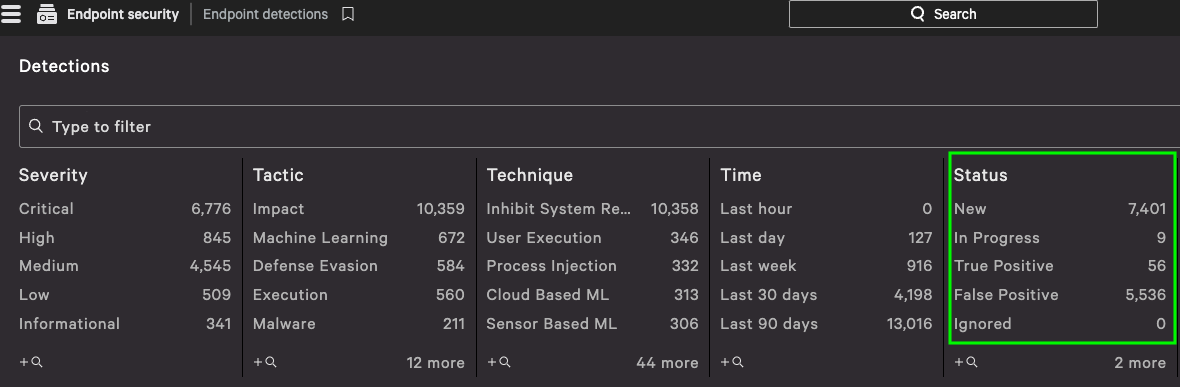 Endpoint security Endpoint detections Search
Detections
Type to filter
Severity
Critical 6,776
High 845
Medium 4,545
Low 509
Informational 341
+
Tactic
Impact 10,359
Machine Learning 672
Defense Evasion 584
Execution 560
Malware 211
+ 12 more
Technique
Inhibit System Re... 10,358
User Execution 346
Process Injection 332
Cloud Based ML 313
Sensor Based ML 306
+ 44 more
Time
Last hour 0
Last day 127
Last week 916
Last 30 days 4,198
Last 90 days 13,016
+
Status
New 7,401
In Progress 9
True Positive 56
False Positive 5,536
Ignored 0
+ 2 more